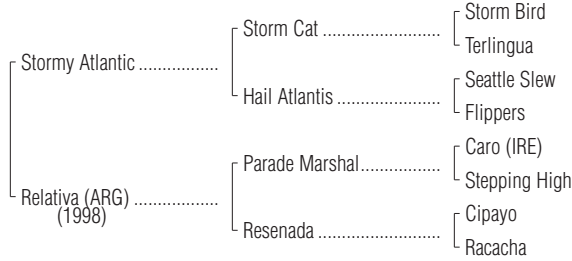 Storm Bird
Storm Cat ........................
Terlingua
Stormy Atlantic .................
Seattle Slew
Hail Atlantis .....................
Flippers
Caro (IRE)
Parade Marshal................
Stepping High
Relativa (ARG) .................
(1998)
Cipayo
Resenada .........................
Racacha